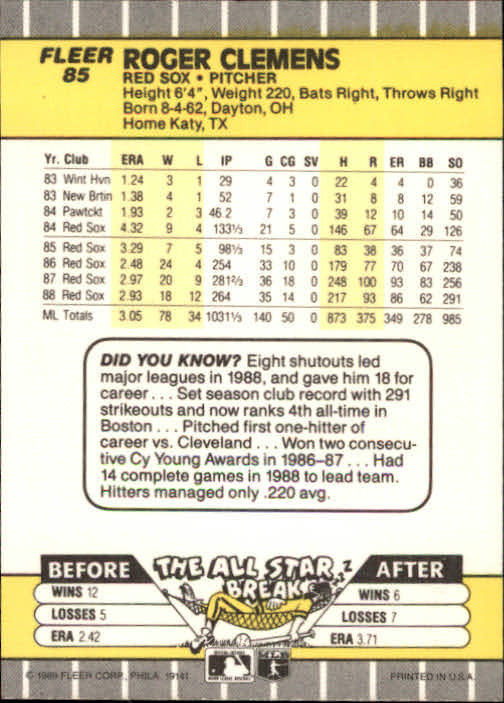 FLEER
85
ROGER CLEMENS
RED SOX • PITCHER
Height 6'4", Weight 220, Bats Right, Throws Right
Born 8-4-62, Dayton, OH
Home Katy, TX
Yr. Club ERA W L IP G CG SV H R ER BB SO
83 Wint Hvn 1.24 3 1 29 4 3 0 22 4 4 0 36
83 New Brtin 1.38 4 1 52 7 1 0 31 8 8 12 59
84 Pawtckt 1.93 2 3 46.2 7 3 0 39 12 10 14 50
84 Red Sox 4.32 9 4 133⅓ 21 5 0 146 67 64 29 126
85 Red Sox 3.29 7 5 98⅓ 15 3 0 83 38 36 37 74
86 Red Sox 2.48 24 4 254 33 10 0 179 77 70 67 238
87 Red Sox 2.97 20 9 281⅔ 36 18 0 248 100 93 83 256
88 Red Sox 2.93 18 12 264 35 14 0 217 93 86 62 291
ML Totals 3.05 78 34 1031⅓ 140 50 0 873 375 349 278 985
DID YOU KNOW? Eight shutouts led
major leagues in 1988, and gave him 18 for
career . . . Set season club record with 291
strikeouts and now ranks 4th all-time in
Boston . . . Pitched first one-hitter of
career vs. Cleveland . . . Won two consecu-
tive Cy Young Awards in 1986–87 . . . Had
14 complete games in 1988 to lead team.
Hitters managed only .220 avg.
BEFORE THE ALL STAR BREAK AFTER
WINS 12 WINS 6
LOSSES 5 LOSSES 7
ERA 2.42 ERA 3.71
© 1989 FLEER CORP., PHILA. 19141 PRINTED IN U.S.A.